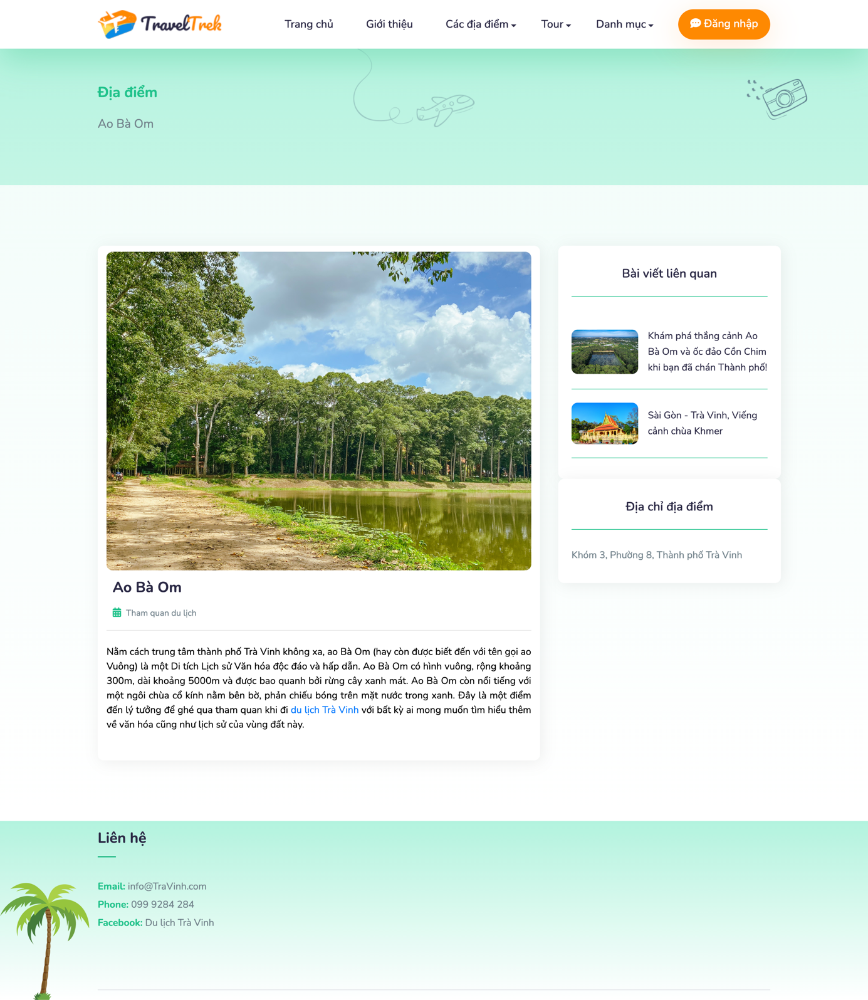 TravelTrek
Trang chủ
Giới thiệu
Các địa điểm
Tour
Danh mục
Đăng nhập
Địa điểm
Ao Bà Om
Ao Bà Om
Tham quan du lịch
Nằm cách trung tâm thành phố Trà Vinh không xa, ao Bà Om (hay còn được biết đến với tên gọi ao
Vuông) là một Di tích Lịch sử Văn hóa độc đáo và hấp dẫn. Ao Bà Om có hình vuông, rộng khoảng
300m, dài khoảng 5000m và được bao quanh bởi rừng cây xanh mát. Ao Bà Om còn nổi tiếng với
một ngôi chùa cổ kính nằm bên bờ, phản chiếu bóng trên mặt nước trong xanh. Đây là một điểm
đến lý tưởng để ghé qua tham quan khi đi du lịch Trà Vinh với bất kỳ ai mong muốn tìm hiểu thêm
về văn hóa cũng như lịch sử của vùng đất này.
Bài viết liên quan
Khám phá thắng cảnh Ao
Bà Om và ốc đảo Cồn Chim
khi bạn đã chán Thành phố!
Sài Gòn - Trà Vinh, Viếng
cảnh chùa Khmer
Địa chỉ địa điểm
Khóm 3, Phường 8, Thành phố Trà Vinh
Liên hệ
Email: info@TraVinh.com
Phone: 099 9284 284
Facebook: Du lịch Trà Vinh